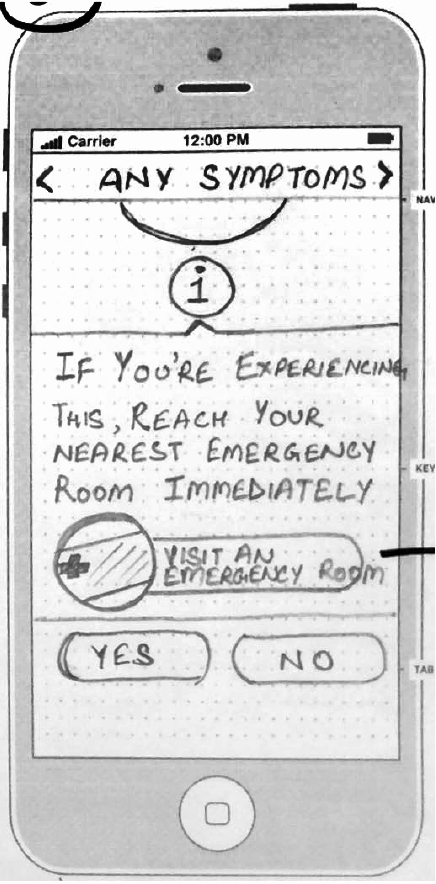 Carrier 12:00 PM
< ANY SYMPTOMS >
NAV
i
IF YOU'RE EXPERIENCING
THIS, REACH YOUR
NEAREST EMERGENCY
KEY
ROOM IMMEDIATELY
VISIT AN
EMERGENCY ROOM
YES NO
TAB